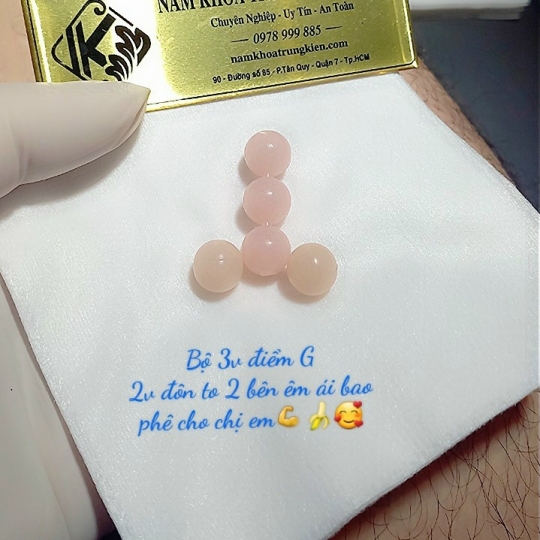 NAM KHOA
Chuyên Nghiệp - Uy Tín - An Toàn
0978 999 885
namkhoatrungkien.com
90 - Đường số 85 - P.Tân Quy - Quận 7 - Tp.HCM
Bộ 3v điểm G
2v đôn to 2 bên êm ái bao
phê cho chị em💪🍌🥰